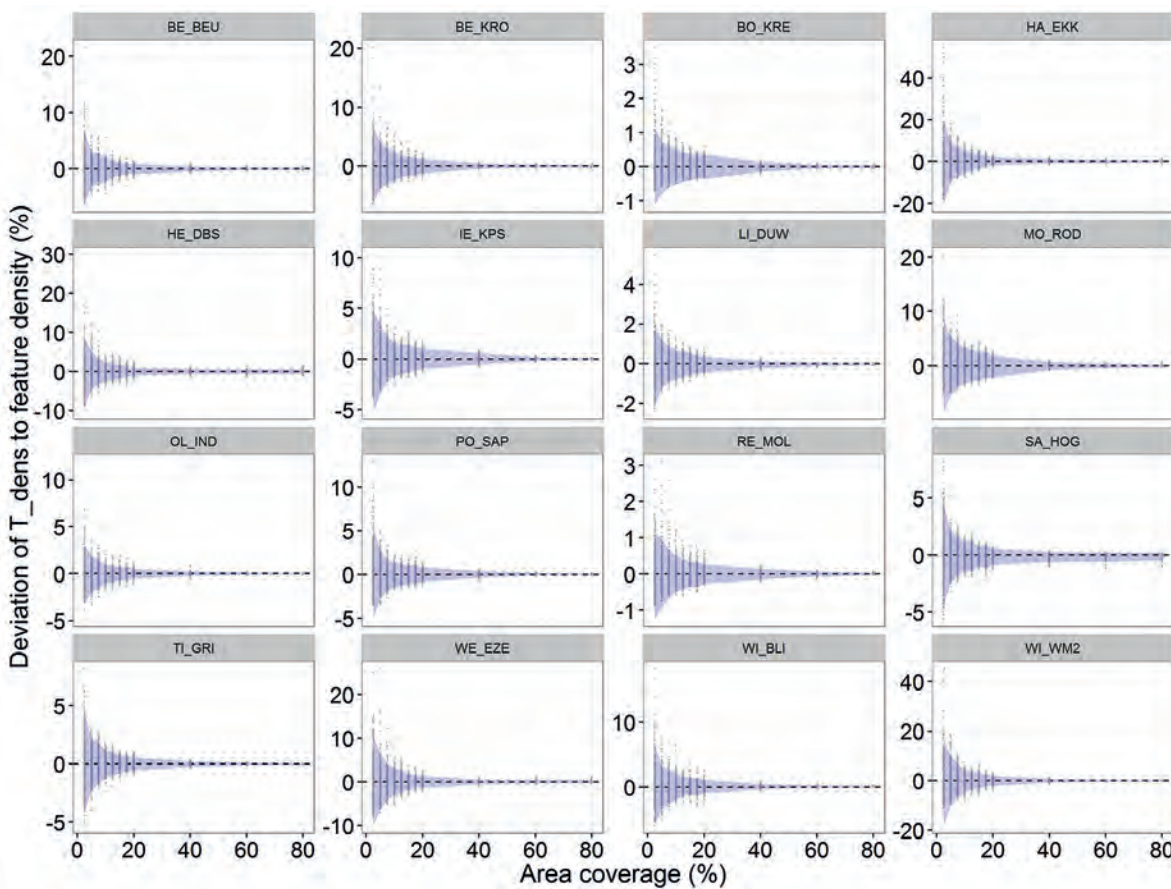 BE_BEU BE_KRO BO_KRE HA_EKK
20 20 3 40
10 10 2 20
0 0 1 0
0 -20
-1
HE_DBS IE_KPS LI_DUW MO_ROD
30 10 4 20
20 5 2 10
10 0 0 0
0 -5 -2
-10
OL_IND PO_SAP RE_MOL SA_HOG
10 10 3 5
5 5 2 0
0 0 1 -5
-5 -5 0
-1
TI_GRI WE_EZE WI_BLI WI_WM2
5 20 10 40
0 10 0 20
-5 0 0
-10 -20
0 20 40 60 80 0 20 40 60 80 0 20 40 60 80 0 20 40 60 80
Area coverage (%)
Deviation of T_dens to feature density (%)